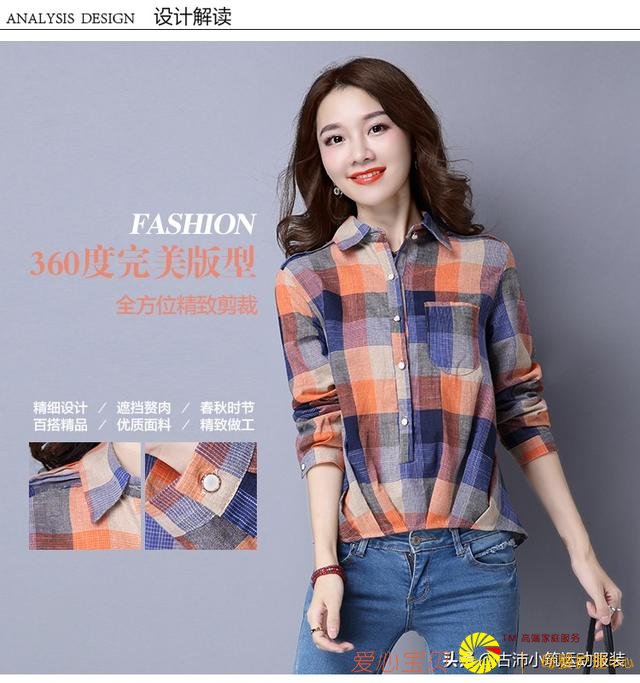 ANALYSIS DESIGN 设计解读
FASHION
360度完美版型
全方位精致剪裁
精细设计 / 遮挡赘肉 / 春秋时节
百搭精品 / 优质面料 / 精致做工
TM 高端家庭服务
爱心宝贝
头条@古沛小筑运动服装